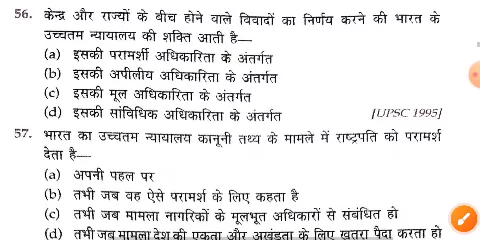 56. केन्द्र और राज्यों के बीच होने वाले विवादों का निर्णय करने की भारत के
उच्चतम न्यायालय की शक्ति आती है—
(a) इसकी परामर्शी अधिकारिता के अंतर्गत
(b) इसकी अपीलीय अधिकारिता के अंतर्गत
(c) इसकी मूल अधिकारिता के अंतर्गत
(d) इसकी सांविधिक अधिकारिता के अंतर्गत [UPSC 1995]
57. भारत का उच्चतम न्यायालय कानूनी तथ्य के मामले में राष्ट्रपति को परामर्श
देता है—
(a) अपनी पहल पर
(b) तभी जब वह ऐसे परामर्श के लिए कहता है
(c) तभी जब मामला नागरिकों के मूलभूत अधिकारों से संबंधित हो
(d) तभी जब मामला देश की एकता और अखंडता के लिए खतरा पैदा करता हो